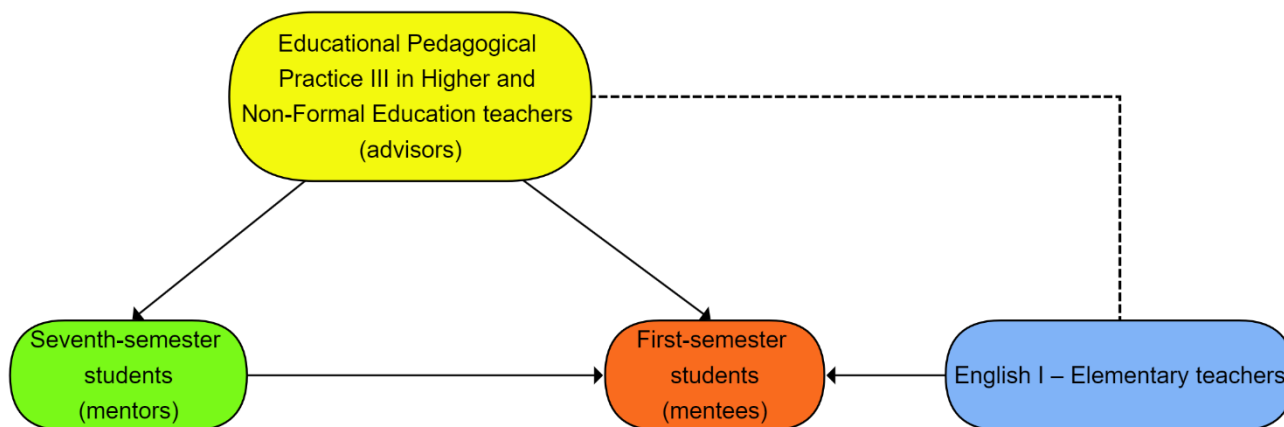 Educational Pedagogical
Practice III in Higher and
Non-Formal Education teachers
(advisors)
Seventh-semester
students
(mentors)
First-semester
students
(mentees)
English I – Elementary teachers